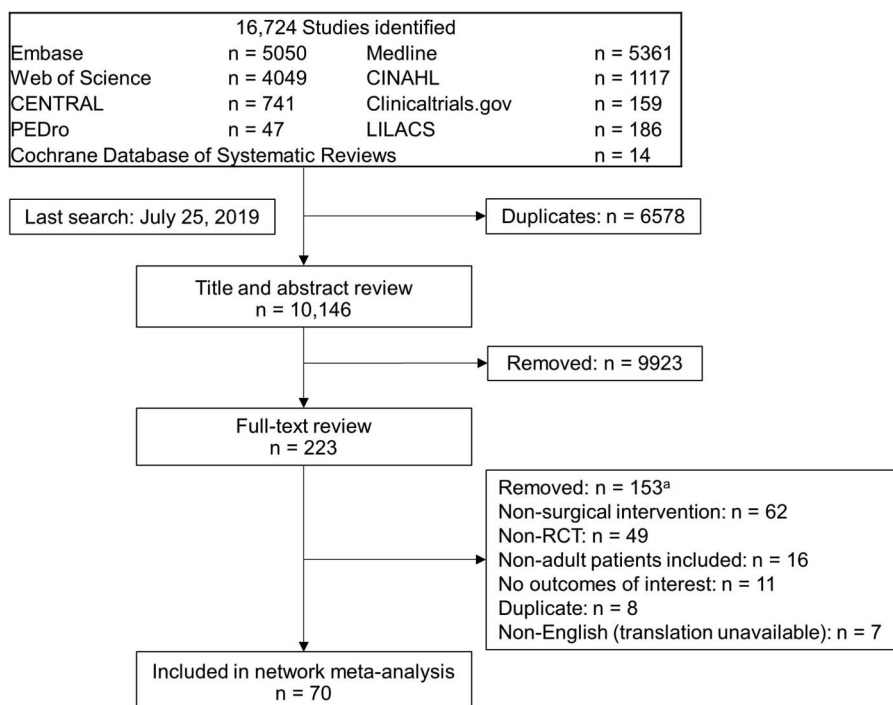 16,724 Studies identified
Embase n = 5050 Medline n = 5361
Web of Science n = 4049 CINAHL n = 1117
CENTRAL n = 741 Clinicaltrials.gov n = 159
PEDro n = 47 LILACS n = 186
Cochrane Database of Systematic Reviews n = 14
Last search: July 25, 2019
Duplicates: n = 6578
Title and abstract review
n = 10,146
Removed: n = 9923
Full-text review
n = 223
Removed: n = 153ᵃ
Non-surgical intervention: n = 62
Non-RCT: n = 49
Non-adult patients included: n = 16
No outcomes of interest: n = 11
Duplicate: n = 8
Non-English (translation unavailable): n = 7
Included in network meta-analysis
n = 70